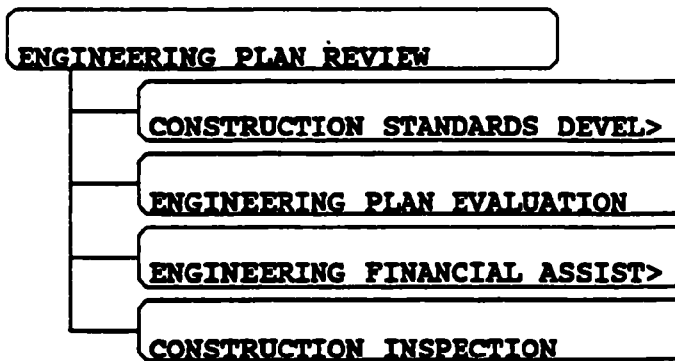 ENGINEERING PLAN REVIEW
CONSTRUCTION STANDARDS DEVEL>
ENGINEERING PLAN EVALUATION
ENGINEERING FINANCIAL ASSIST>
CONSTRUCTION INSPECTION